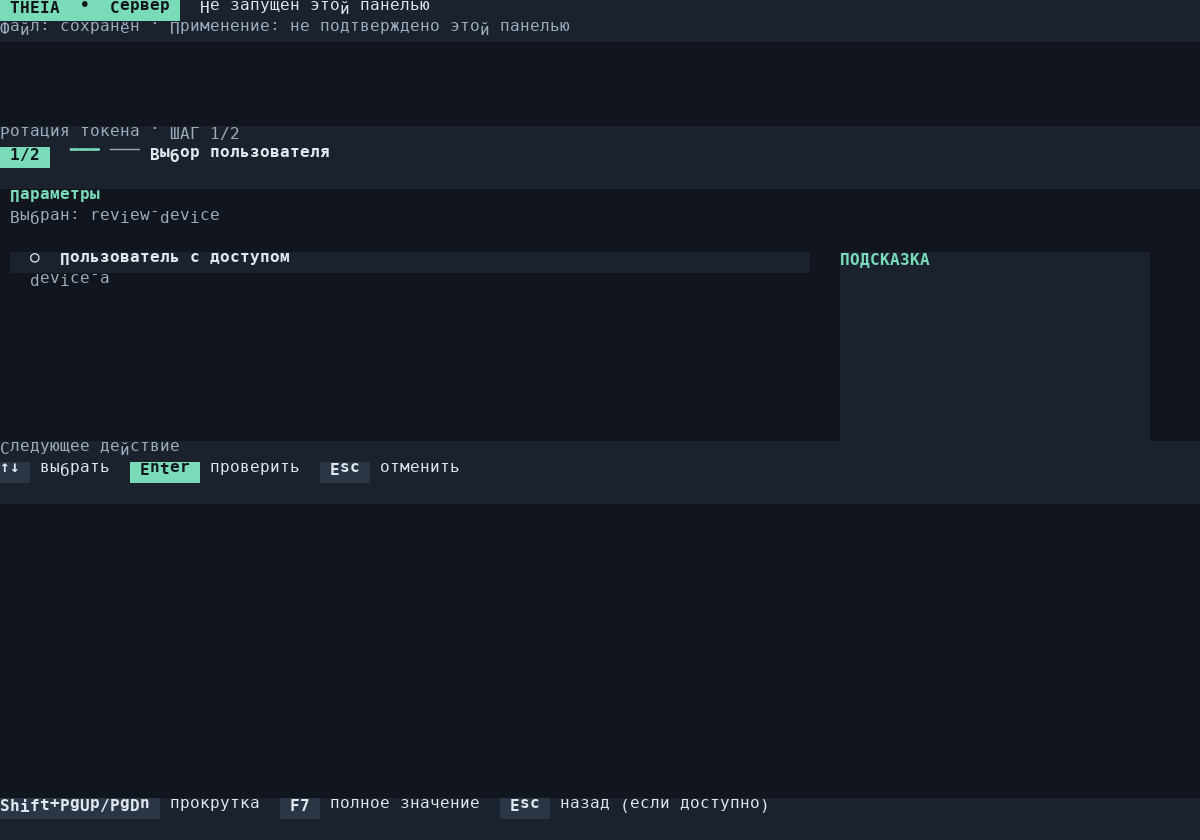 THEIA • Сервер Не запущен этой панелью
Файл: сохранён · Применение: не подтверждено этой панелью
Ротация токена · ШАГ 1/2
1/2 ━━━ ─── Выбор пользователя
Параметры
Выбран: review-device
○ Пользователь с доступом
device-a
ПОДСКАЗКА
Следующее действие
↑↓ выбрать Enter проверить Esc отменить
Shift+PgUp/PgDn прокрутка F7 полное значение Esc назад (если доступно)